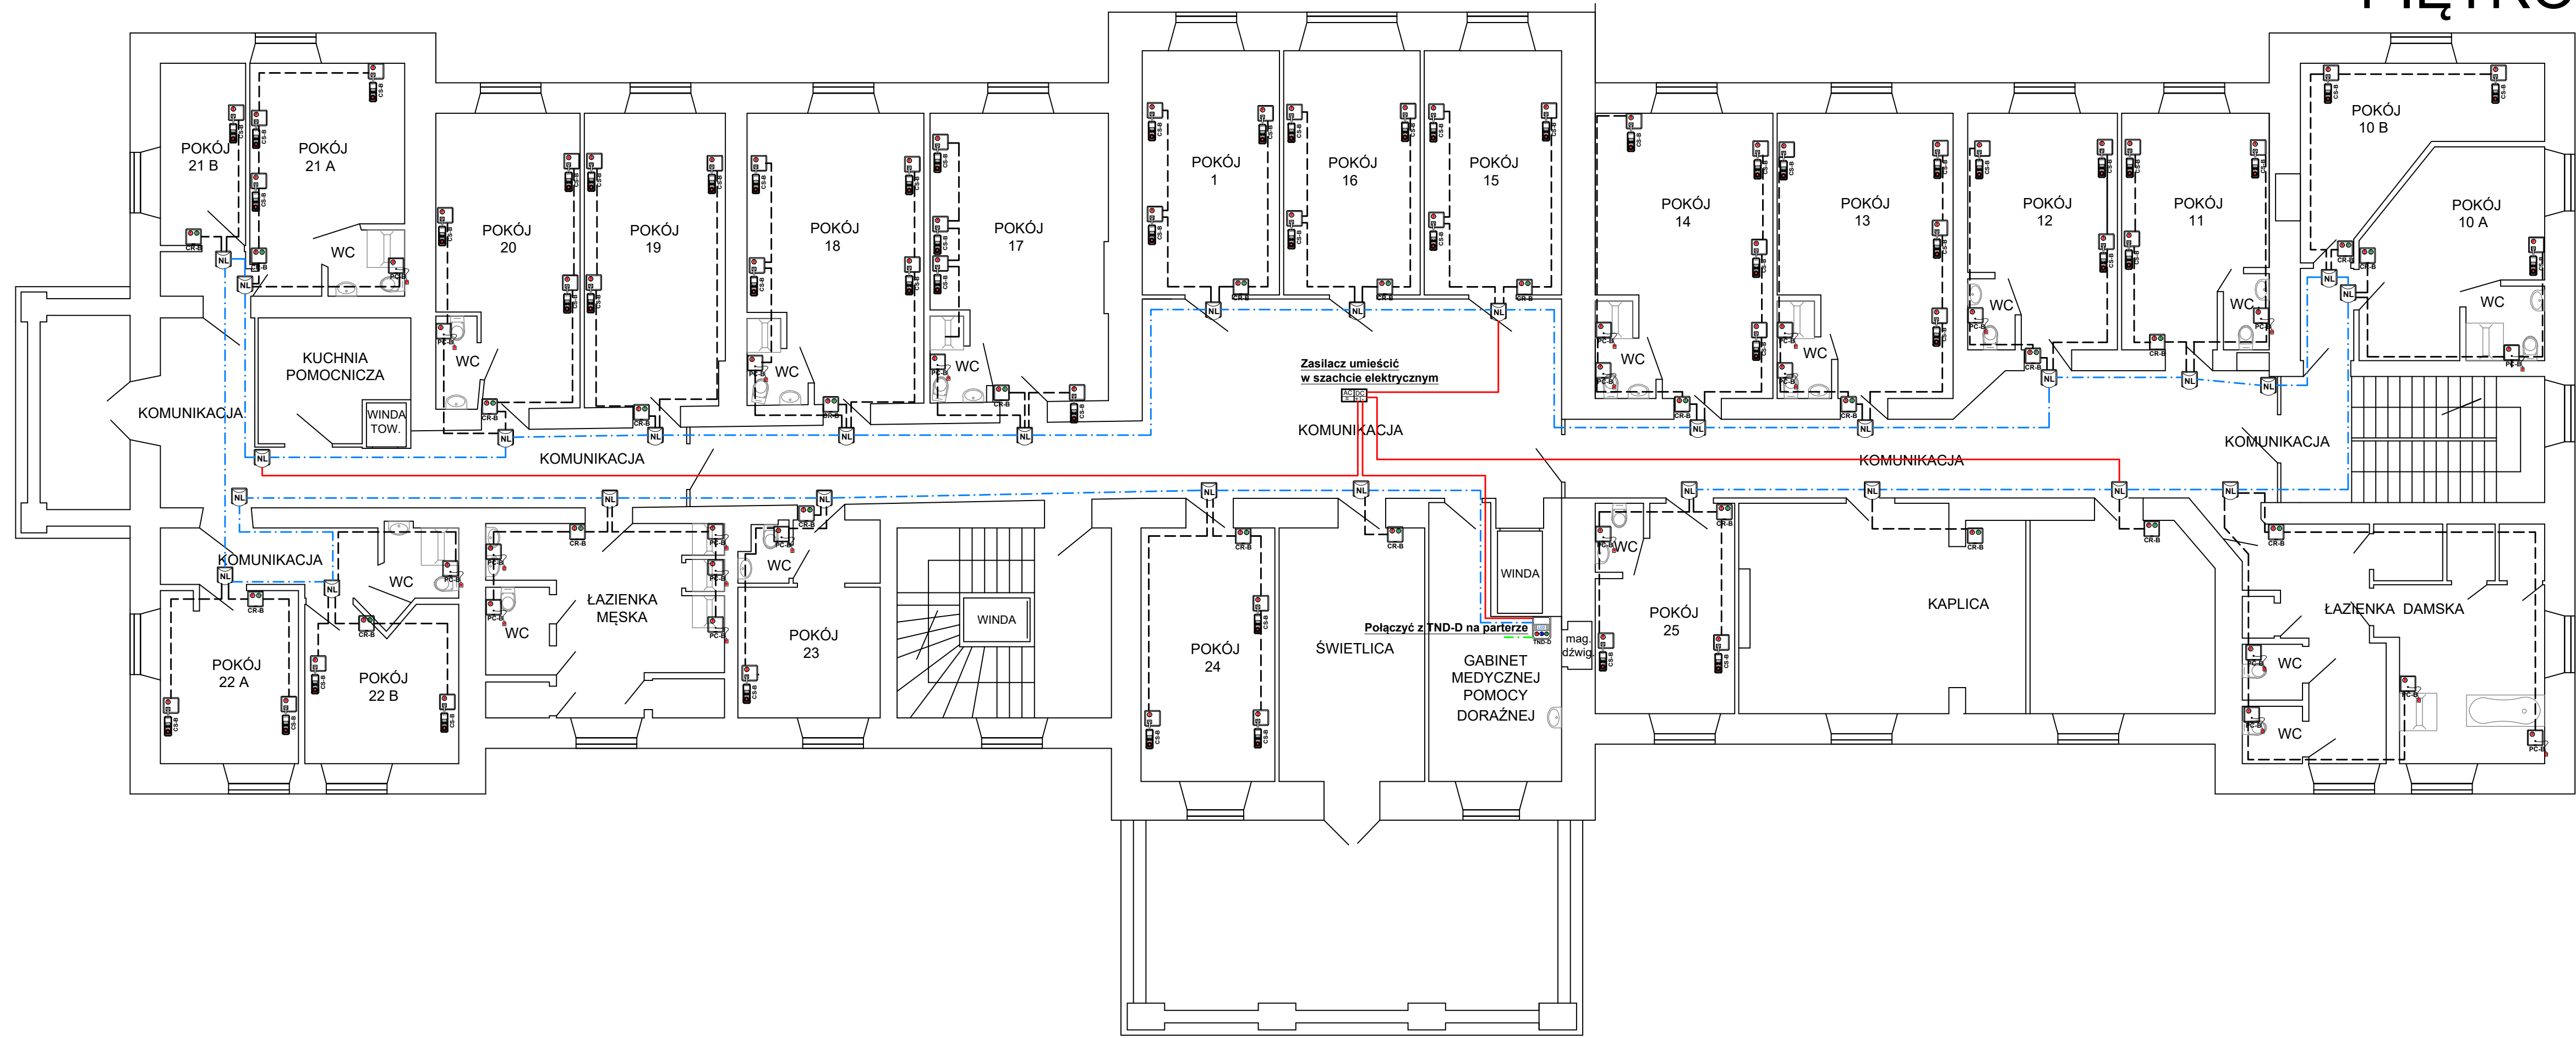 PIĘTRO
POKÓJ
21 B
POKÓJ
21 A
WC
POKÓJ
20
WC
POKÓJ
19
POKÓJ
18
WC
POKÓJ
17
WC
POKÓJ
1
POKÓJ
16
POKÓJ
15
POKÓJ
14
WC
POKÓJ
13
WC
POKÓJ
12
WC
POKÓJ
11
WC
POKÓJ
10 B
POKÓJ
10 A
WC
KUCHNIA
POMOCNICZA
WINDA
TOW.
KOMUNIKACJA
KOMUNIKACJA
Zasilacz umieścić
w szachcie elektrycznym
AC
DC
KOMUNIKACJA
KOMUNIKACJA
KOMUNIKACJA
KOMUNIKACJA
POKÓJ
22 A
WC
POKÓJ
22 B
ŁAZIENKA
MĘSKA
WC
WC
POKÓJ
23
WINDA
POKÓJ
24
ŚWIETLICA
Połączyć z TND-D na parterze
TND-D
GABINET
MEDYCZNEJ
POMOCY
DORAŹNEJ
WINDA
mag.
dźwig.
WC
POKÓJ
25
KAPLICA
ŁAZIENKA DAMSKA
WC
WC
NL
CR-B
CS-B
PC-B